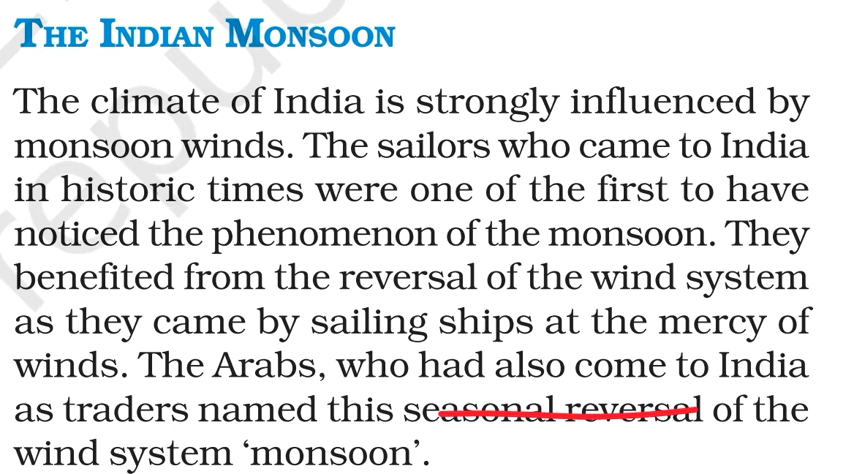 THE INDIAN MONSOON
The climate of India is strongly influenced by
monsoon winds. The sailors who came to India
in historic times were one of the first to have
noticed the phenomenon of the monsoon. They
benefited from the reversal of the wind system
as they came by sailing ships at the mercy of
winds. The Arabs, who had also come to India
as traders named this seasonal reversal of the
wind system ‘monsoon’.